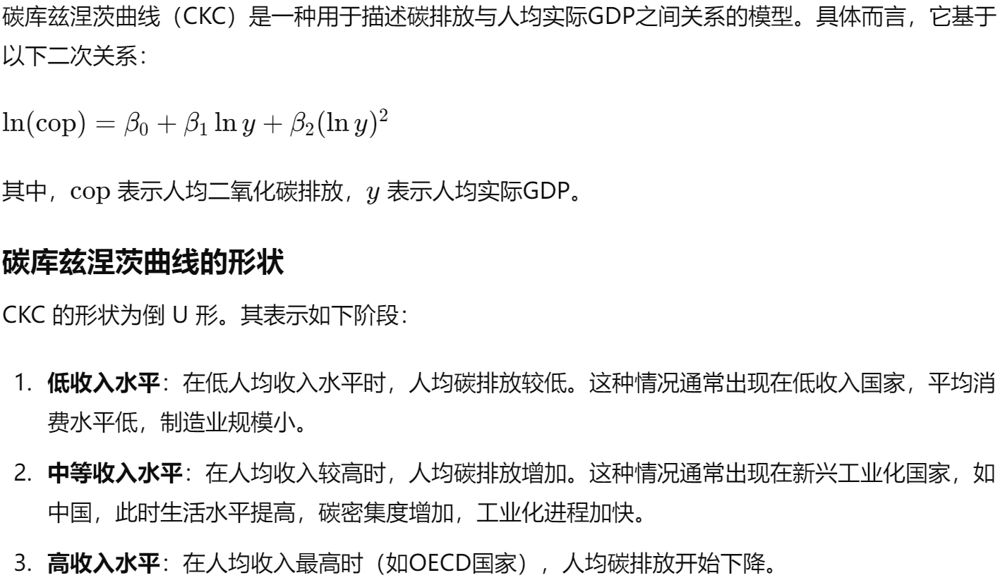 碳库兹涅茨曲线（CKC）是一种用于描述碳排放与人均实际GDP之间关系的模型。具体而言，它基于
以下二次关系：
ln(cop) = β₀ + β₁ ln y + β₂(ln y)²
其中，cop 表示人均二氧化碳排放，y 表示人均实际GDP。
碳库兹涅茨曲线的形状
CKC 的形状为倒 U 形。其表示如下阶段：
1. 低收入水平：在低人均收入水平时，人均碳排放较低。这种情况通常出现在低收入国家，平均消
费水平低，制造业规模小。
2. 中等收入水平：在人均收入较高时，人均碳排放增加。这种情况通常出现在新兴工业化国家，如
中国，此时生活水平提高，碳密集度增加，工业化进程加快。
3. 高收入水平：在人均收入最高时（如OECD国家），人均碳排放开始下降。